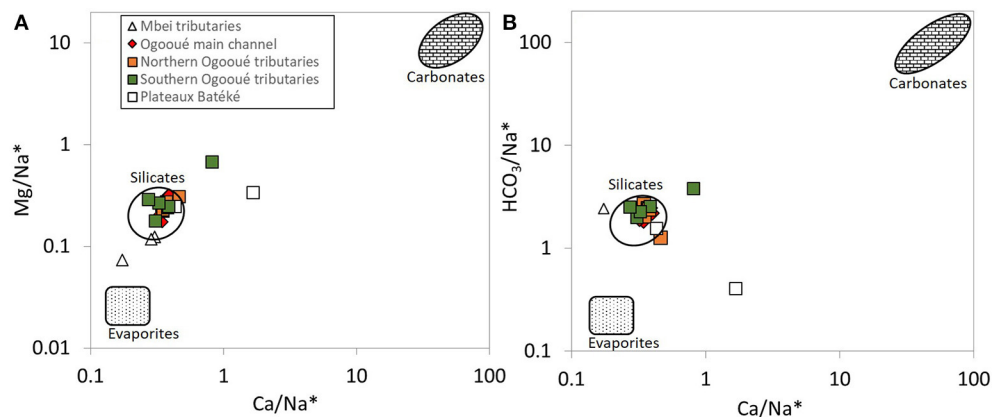 A
10
1
0.1
0.01
Mg/Na*
△ Mbei tributaries
Ogooué main channel
Northern Ogooué tributaries
Southern Ogooué tributaries
Plateaux Batéké
Carbonates
Silicates
Evaporites
0.1 1 10 100
Ca/Na*
B
100
10
1
0.1
HCO₃/Na*
Carbonates
Silicates
Evaporites
0.1 1 10 100
Ca/Na*